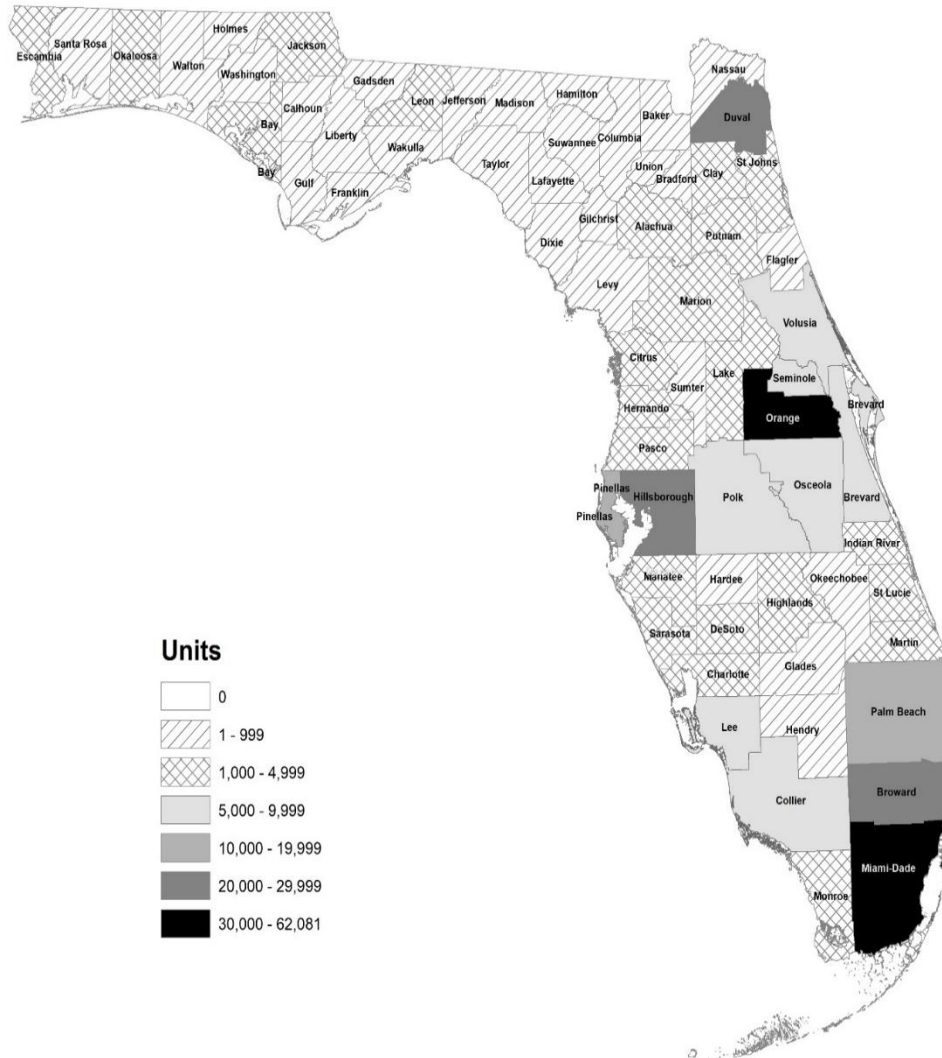 Holmes
Santa Rosa
Jackson
Escambia
Okaloosa
Walton
Washington
Nassau
Gadsden
Hamilton
Leon
Jefferson
Madison
Baker
Duval
Calhoun
Bay
Liberty
Wakulla
Suwannee
Columbia
Taylor
Union
Clay
St Johns
Bay
Lafayette
Bradford
Gulf
Franklin
Gilchrist
Alachua
Putnam
Dixie
Flagler
Levy
Marion
Volusia
Citrus
Lake
Seminole
Sumter
Brevard
Hernando
Orange
Pasco
Pinellas
Hillsborough
Polk
Osceola
Brevard
Pinellas
Indian River
Manatee
Hardee
Okeechobee
St Lucie
Highlands
Sarasota
DeSoto
Martin
Charlotte
Glades
Palm Beach
Lee
Hendry
Broward
Collier
Miami-Dade
Monroe
Units
0
1 - 999
1,000 - 4,999
5,000 - 9,999
10,000 - 19,999
20,000 - 29,999
30,000 - 62,081